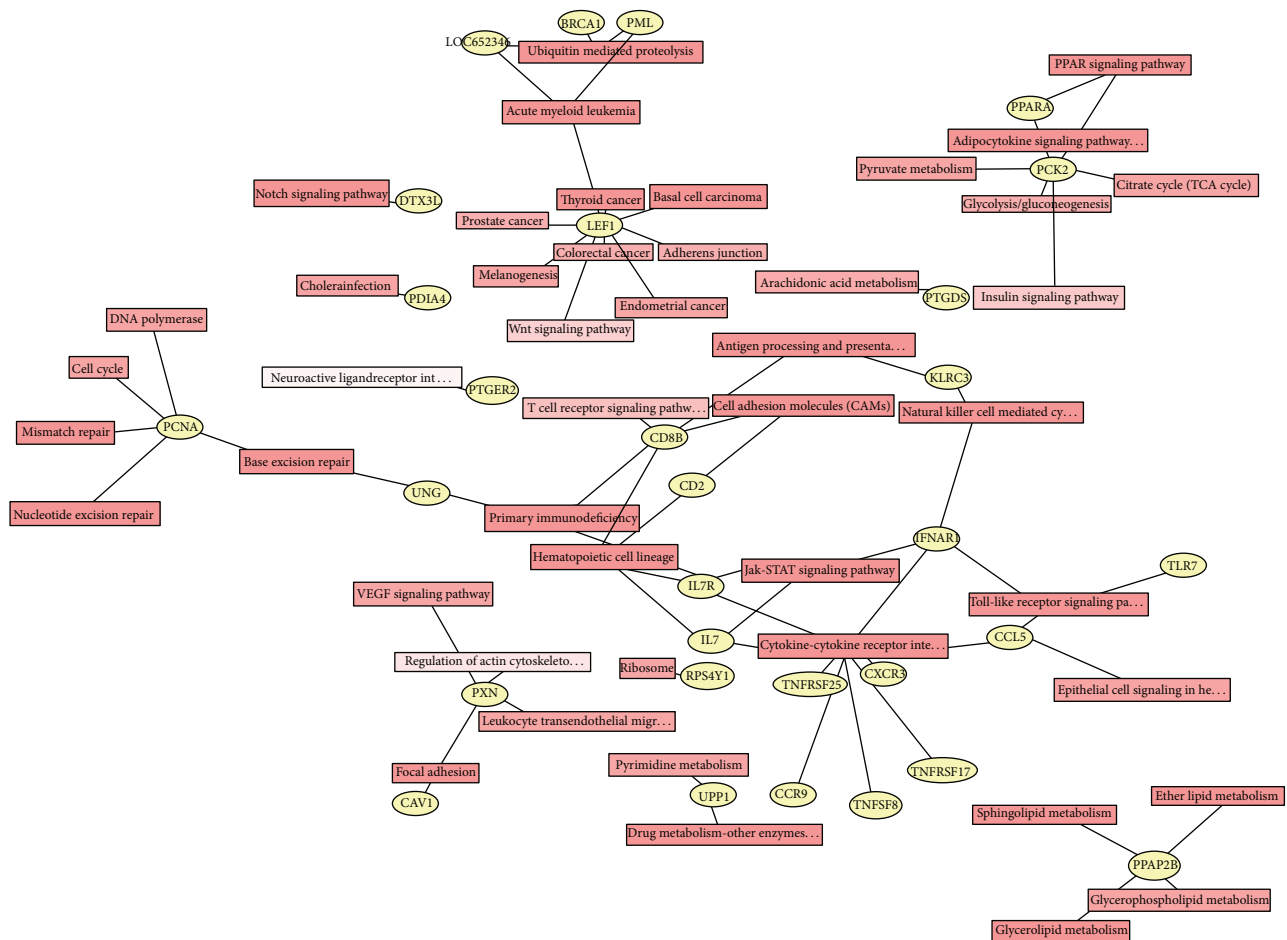 BRCA1
PML
LOC652346
Ubiquitin mediated proteolysis
PPAR signaling pathway
PPARA
Acute myeloid leukemia
Adipocytokine signaling pathway...
Pyruvate metabolism
PCK2
Citrate cycle (TCA cycle)
Notch signaling pathway
DTX3L
Thyroid cancer
Basal cell carcinoma
Glycolysis/gluconeogenesis
Prostate cancer
LEF1
Colorectal cancer
Adherens junction
Melanogenesis
Cholerainfection
PDIA4
Endometrial cancer
Arachidonic acid metabolism
PTGDS
Insulin signaling pathway
DNA polymerase
Wnt signaling pathway
Antigen processing and presenta...
Cell cycle
Neuroactive ligandreceptor int ...
PTGER2
KLRC3
T cell receptor signaling pathw...
Cell adhesion molecules (CAMs)
Natural killer cell mediated cy...
Mismatch repair
PCNA
CD8B
Base excision repair
UNG
CD2
Nucleotide excision repair
Primary immunodeficiency
IFNAR1
Hematopoietic cell lineage
Jak-STAT signaling pathway
TLR7
IL7R
VEGF signaling pathway
Toll-like receptor signaling pa...
IL7
Cytokine-cytokine receptor inte...
CCL5
Regulation of actin cytoskeleto...
Ribosome
RPS4Y1
TNFRSF25
CXCR3
Epithelial cell signaling in he...
PXN
Leukocyte transendothelial migr...
Focal adhesion
Pyrimidine metabolism
TNFRSF17
CAV1
UPP1
CCR9
TNFSF8
Ether lipid metabolism
Sphingolipid metabolism
Drug metabolism-other enzymes...
PPAP2B
Glycerophospholipid metabolism
Glycerolipid metabolism